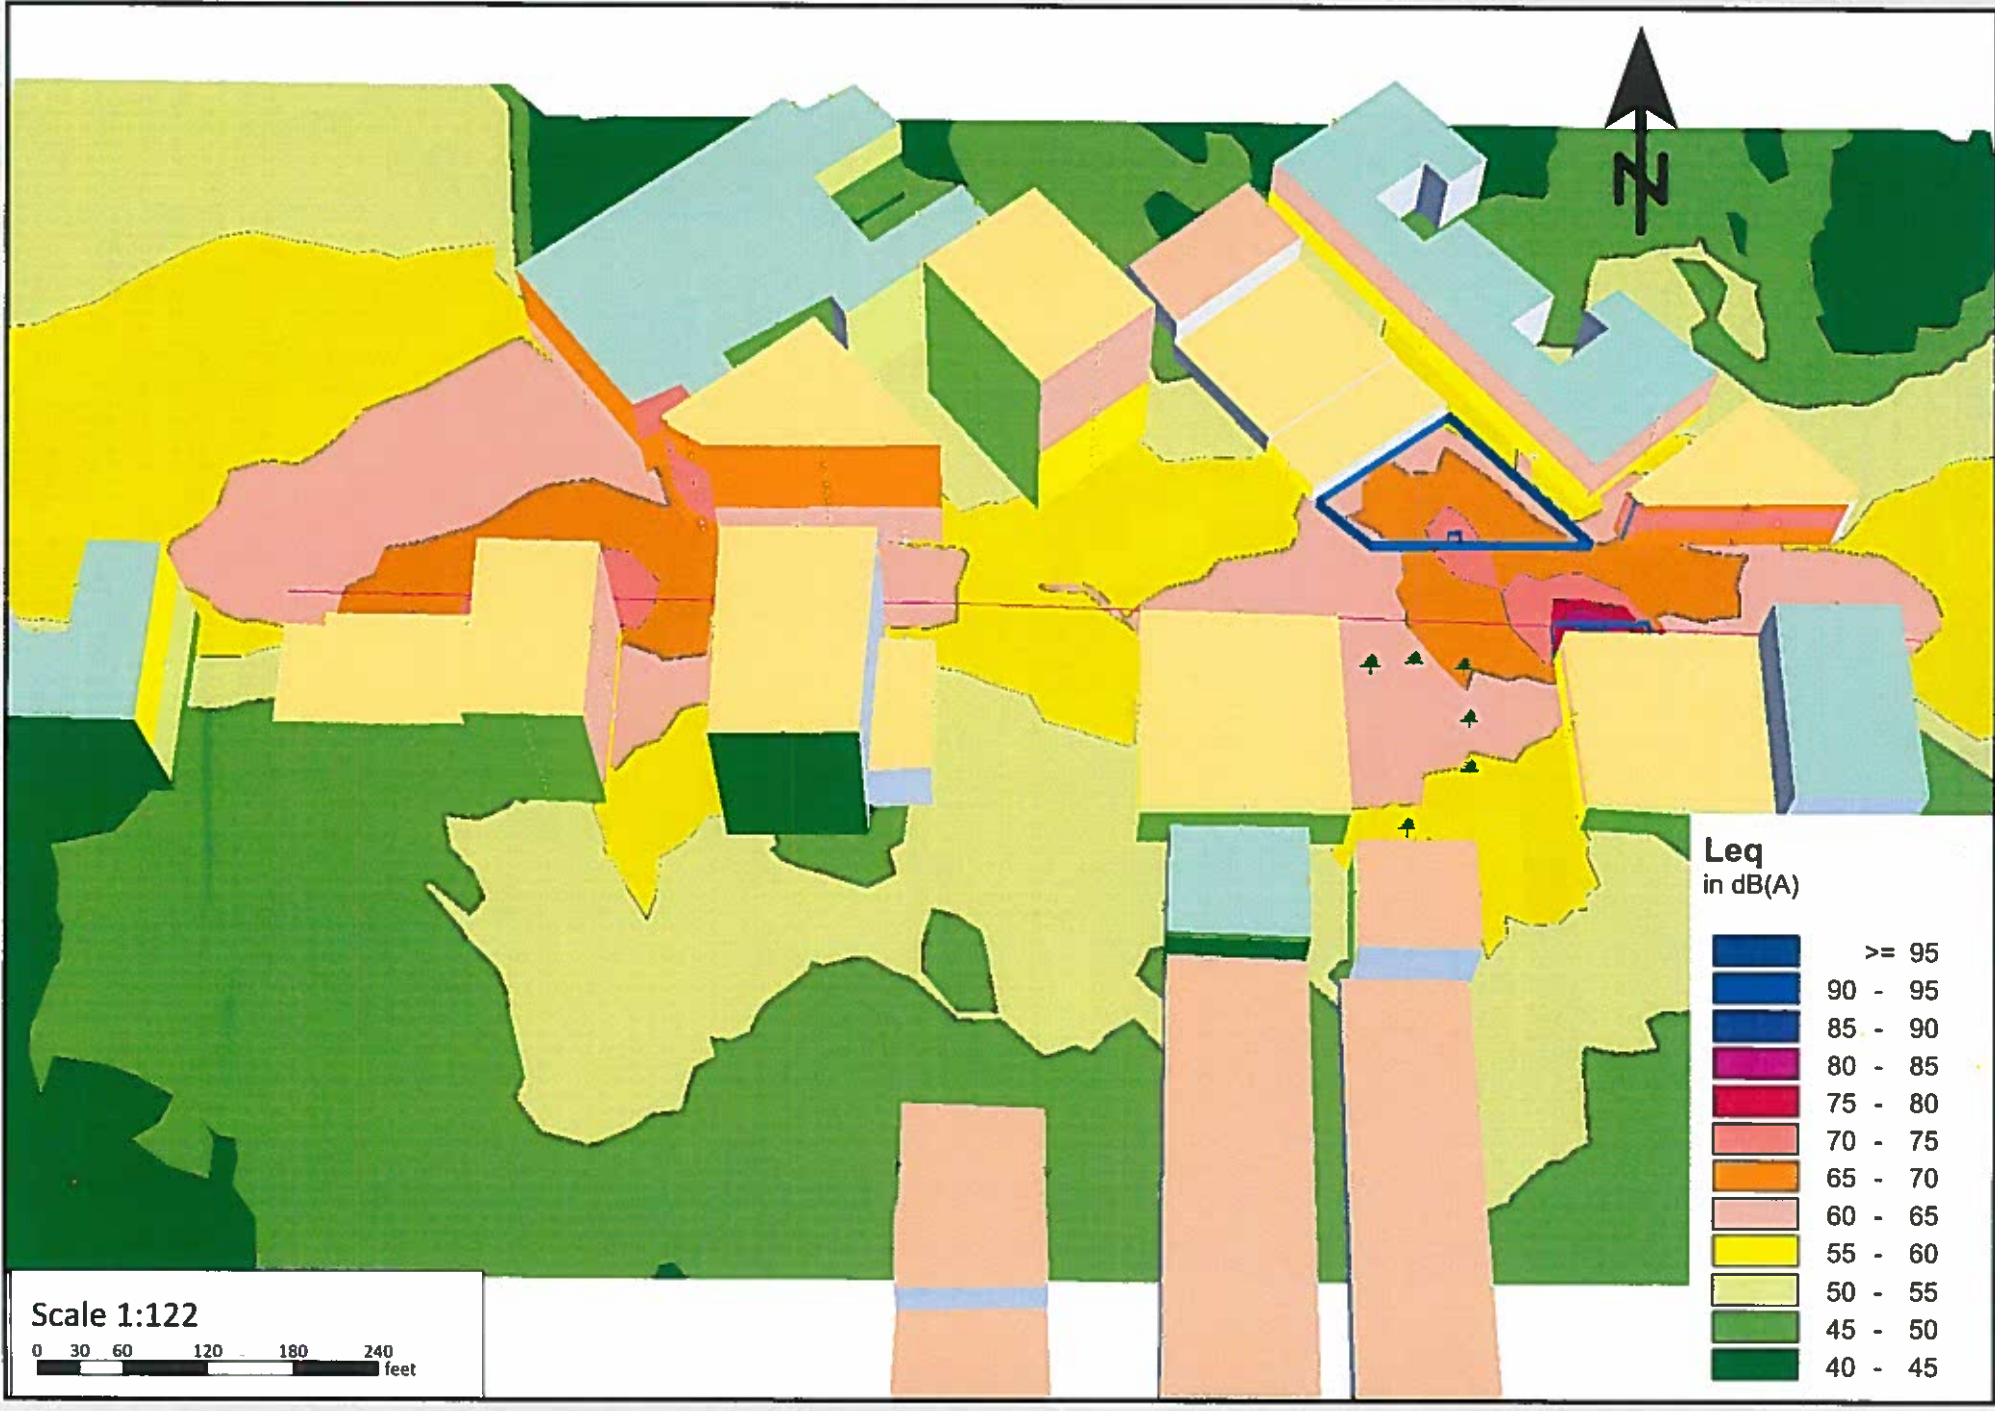 N
Leq
in dB(A)
>= 95
90 - 95
85 - 90
80 - 85
75 - 80
70 - 75
65 - 70
60 - 65
55 - 60
50 - 55
45 - 50
40 - 45
Scale 1:122
0 30 60 120 180 240
feet